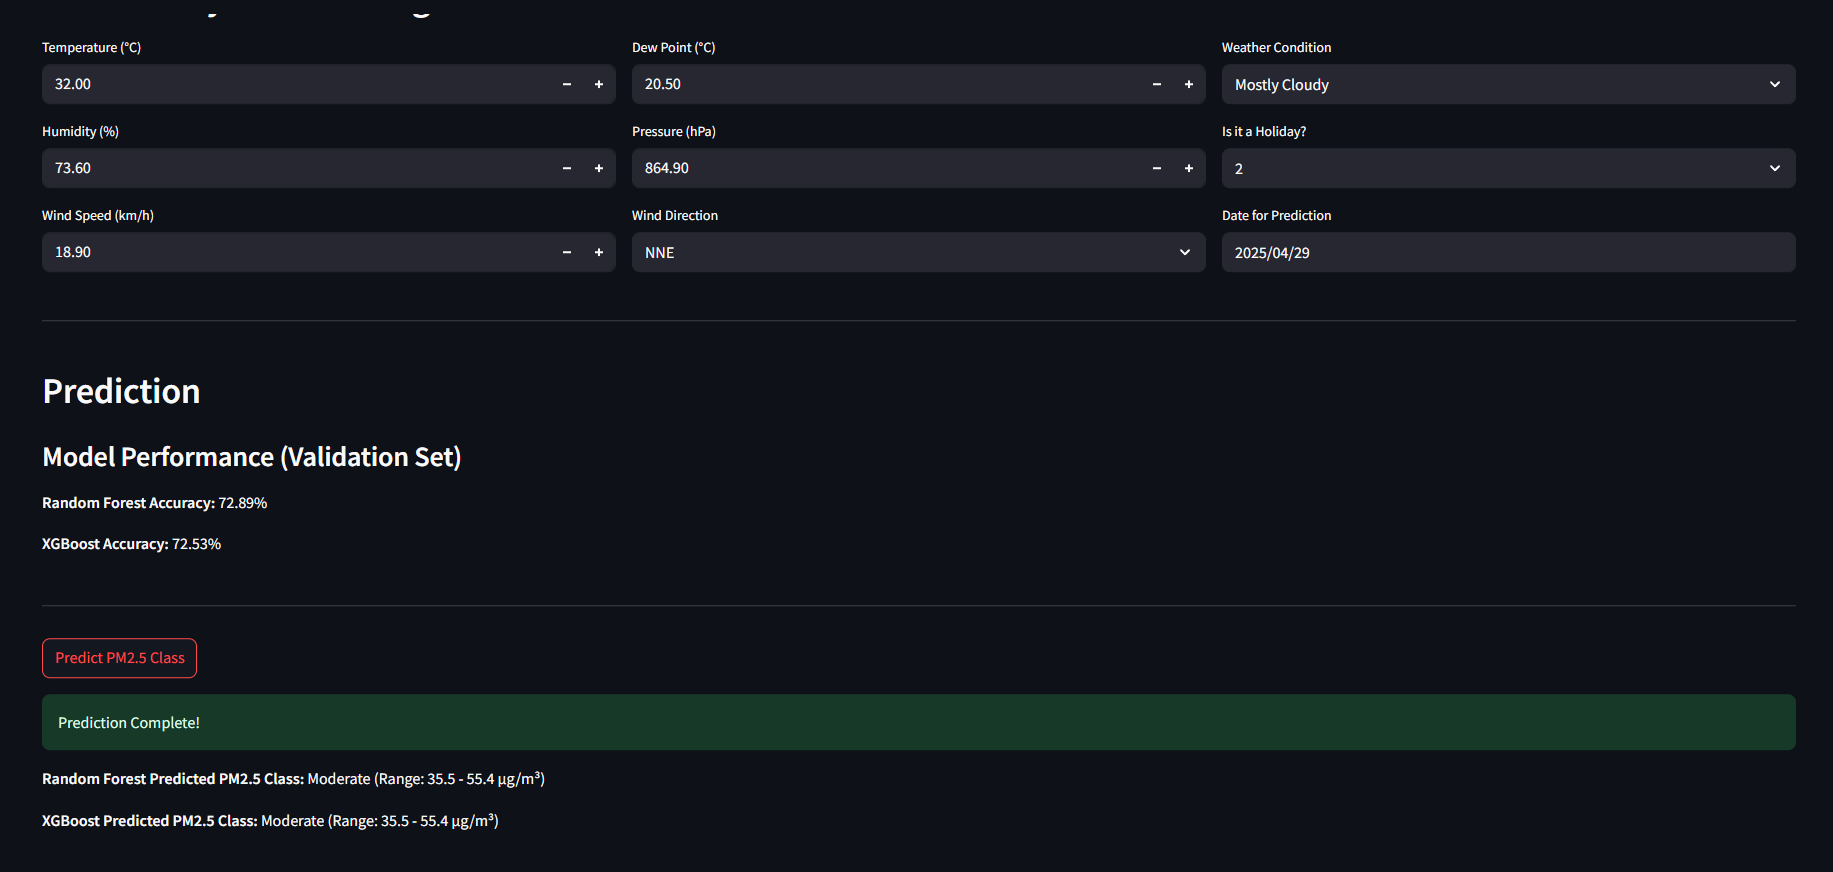 Temperature (°C)
Dew Point (°C)
Weather Condition
32.00
20.50
Mostly Cloudy
Humidity (%)
Pressure (hPa)
Is it a Holiday?
73.60
864.90
2
Wind Speed (km/h)
Wind Direction
Date for Prediction
18.90
NNE
2025/04/29
Prediction
Model Performance (Validation Set)
Random Forest Accuracy: 72.89%
XGBoost Accuracy: 72.53%
Predict PM2.5 Class
Prediction Complete!
Random Forest Predicted PM2.5 Class: Moderate (Range: 35.5 - 55.4 µg/m³)
XGBoost Predicted PM2.5 Class: Moderate (Range: 35.5 - 55.4 µg/m³)